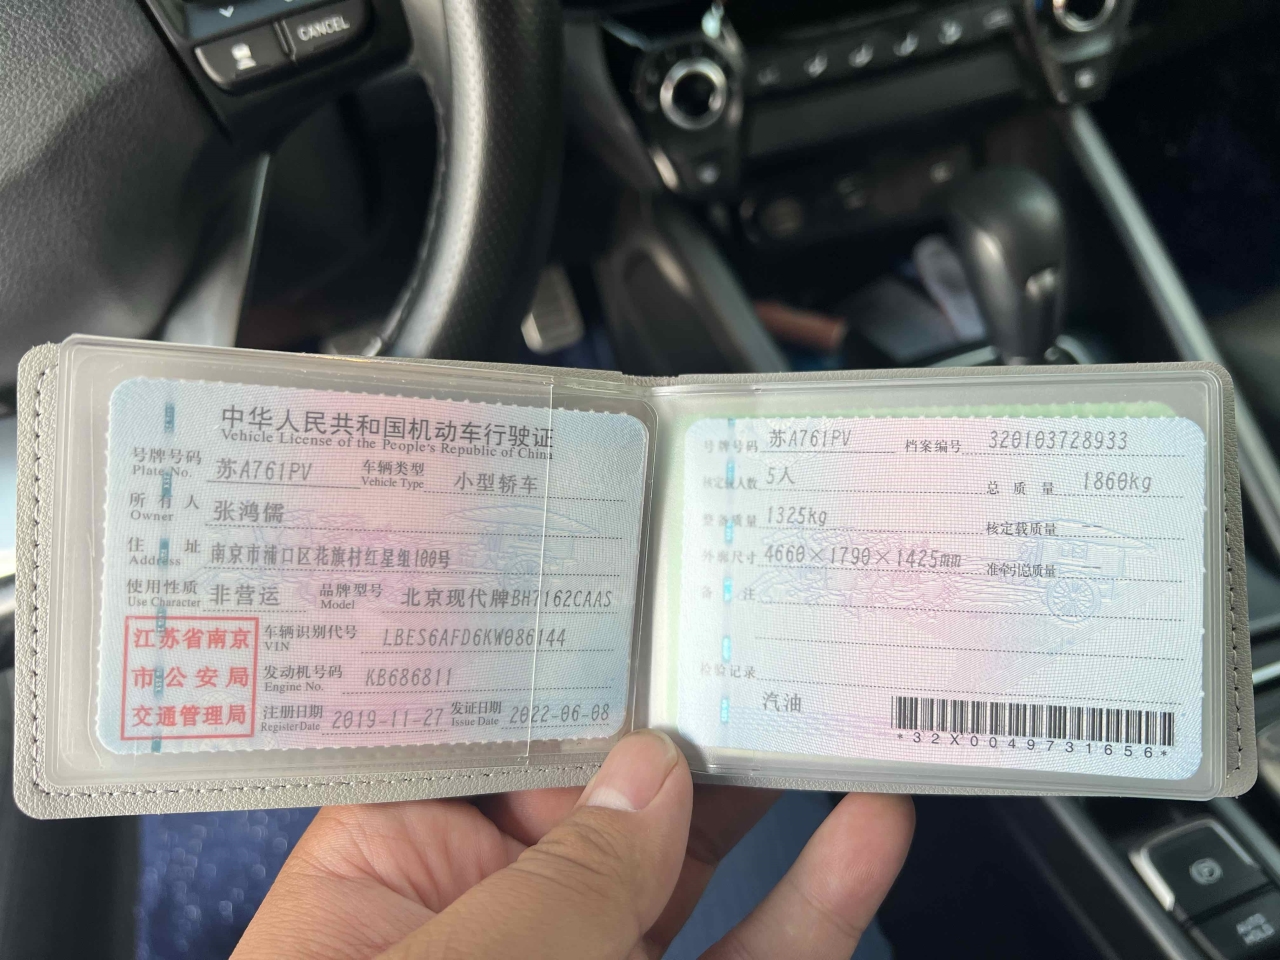 CANCEL
中华人民共和国机动车行驶证
Vehicle License of the People's Republic of China
号牌号码 Plate No. 苏A761PV 车辆类型 Vehicle Type 小型轿车
所有人 Owner 张鸿儒
住址 Address 南京市浦口区花旗村红星组100号
使用性质 Use Character 非营运 品牌型号 Model 北京现代牌BH7162CAAS
江苏省南京
市公安局
交通管理局
车辆识别代号 VIN LBES6AFD6KW086144
发动机号码 Engine No. KB686811
注册日期 Register Date 2019-11-27 发证日期 Issue Date 2022-06-08
号牌号码 苏A761PV 档案编号 320103728933
核定载人数 5人 总质量 1860kg
整备质量 1325kg 核定载质量 --
外廓尺寸 4660×1790×1425mm 准牵引总质量 --
备注
检验记录
汽油
*32X0049731656*
AUTO
HOLD